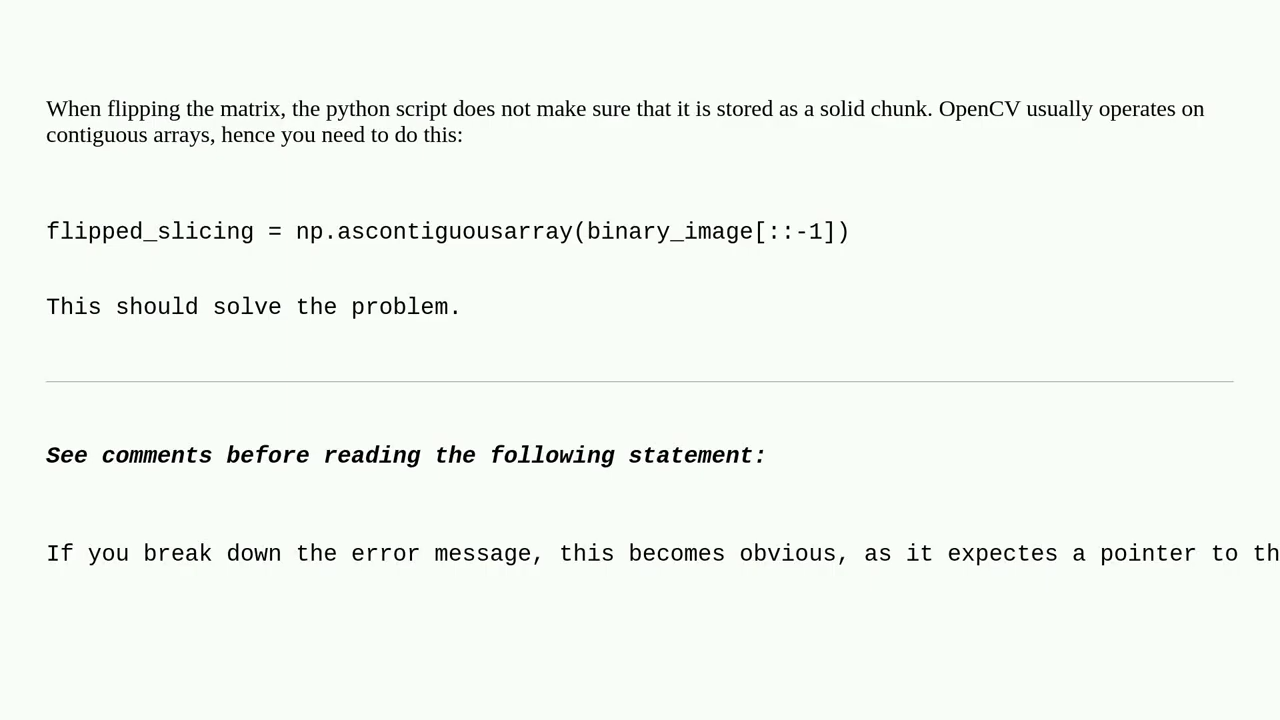 When flipping the matrix, the python script does not make sure that it is stored as a solid chunk. OpenCV usually operates on
contiguous arrays, hence you need to do this:
flipped_slicing = np.ascontiguousarray(binary_image[::-1])
This should solve the problem.
See comments before reading the following statement:
If you break down the error message, this becomes obvious, as it expectes a pointer to